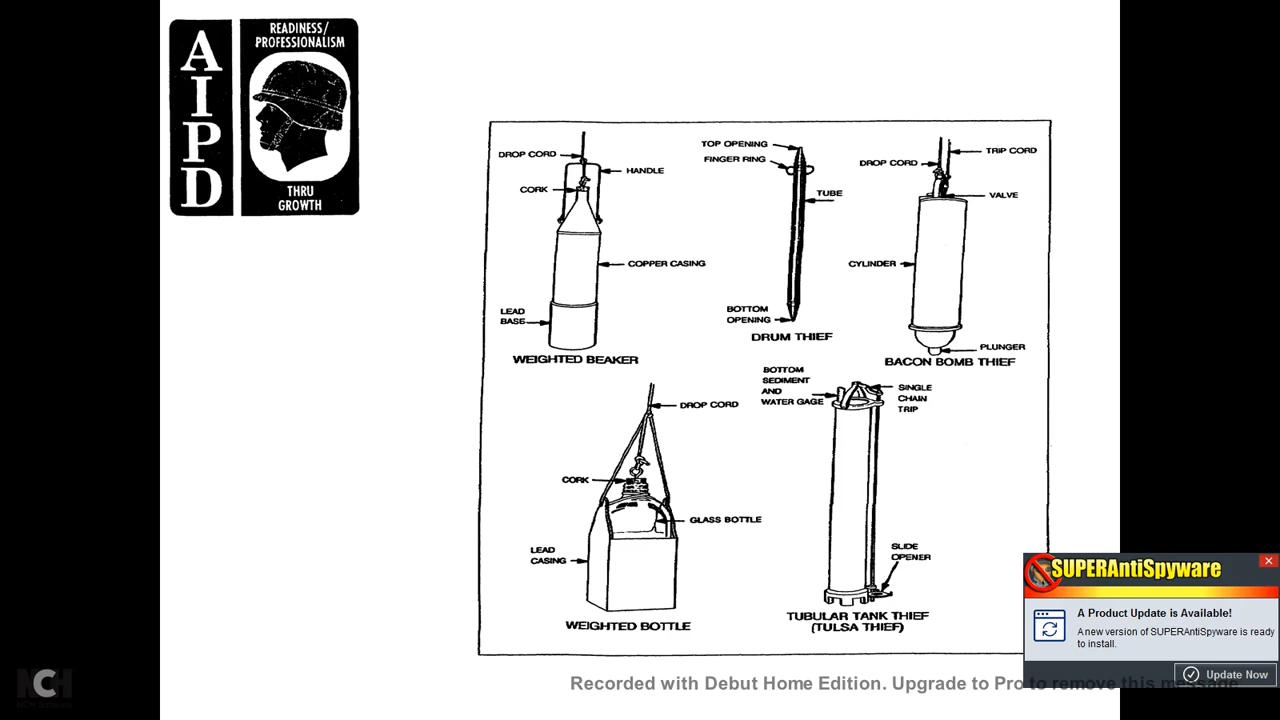 A
I
P
D
READINESS/
PROFESSIONALISM
THRU
GROWTH
DROP CORD
HANDLE
CORK
COPPER CASING
LEAD
BASE
WEIGHTED BEAKER
TOP OPENING
FINGER RING
TUBE
BOTTOM
OPENING
DRUM THIEF
TRIP CORD
DROP CORD
VALVE
CYLINDER
PLUNGER
BACON BOMB THIEF
DROP CORD
CORK
GLASS BOTTLE
LEAD
CASING
WEIGHTED BOTTLE
BOTTOM
SEDIMENT
AND
WATER GAGE
SINGLE
CHAIN
TRIP
SLIDE
OPENER
TUBULAR TANK THIEF
(TULSA THIEF)
SUPERAntiSpyware
A Product Update is Available!
A new version of SUPERAntiSpyware is ready
to install.
Update Now
NCH
NCH Software
Recorded with Debut Home Edition. Upgrade to Pro to remove this message